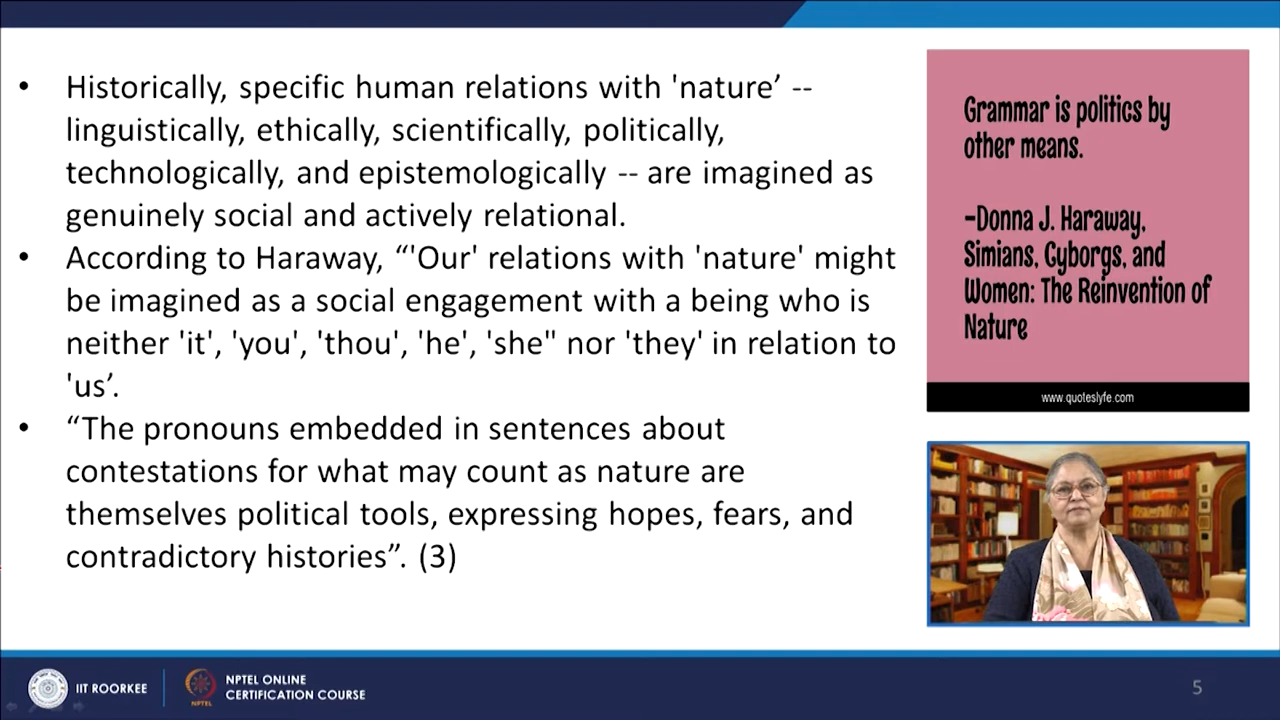 • Historically, specific human relations with 'nature’ --
linguistically, ethically, scientifically, politically,
technologically, and epistemologically -- are imagined as
genuinely social and actively relational.
• According to Haraway, “'Our' relations with 'nature' might
be imagined as a social engagement with a being who is
neither 'it', 'you', 'thou', 'he', 'she" nor 'they' in relation to
'us’.
• “The pronouns embedded in sentences about
contestations for what may count as nature are
themselves political tools, expressing hopes, fears, and
contradictory histories”. (3)
Grammar is politics by
other means.
-Donna J. Haraway,
Simians, Cyborgs, and
Women: The Reinvention of
Nature
www.quoteslyfe.com
IIT ROORKEE
NPTEL
NPTEL ONLINE
CERTIFICATION COURSE
5